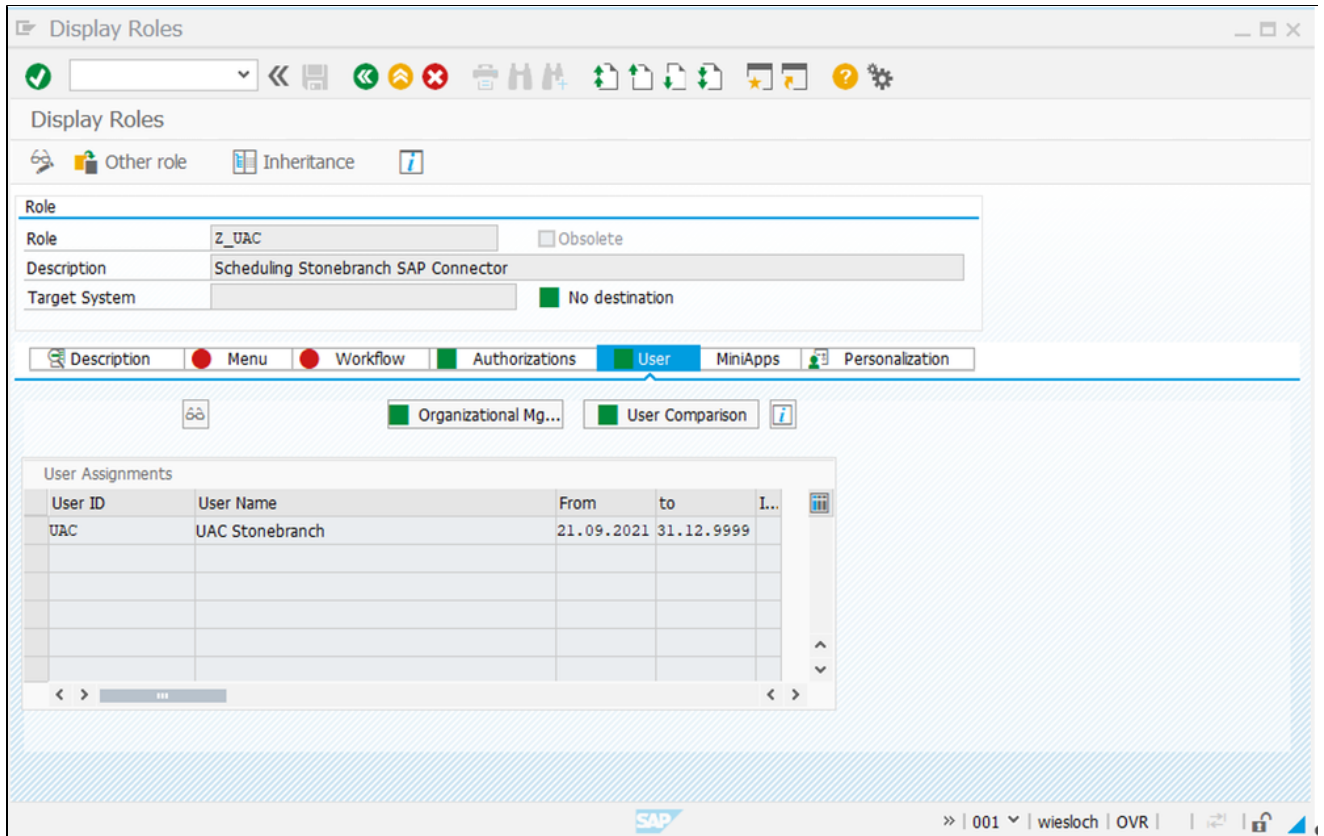 Display Roles
Display Roles
Other role Inheritance i
Role
Role Z_UAC Obsolete
Description Scheduling Stonebranch SAP Connector
Target System No destination
Description Menu Workflow Authorizations User MiniApps Personalization
Organizational Mg... User Comparison i
User Assignments
User ID User Name From to I..
UAC UAC Stonebranch 21.09.2021 31.12.9999
SAP » | 001 | wiesloch | OVR |